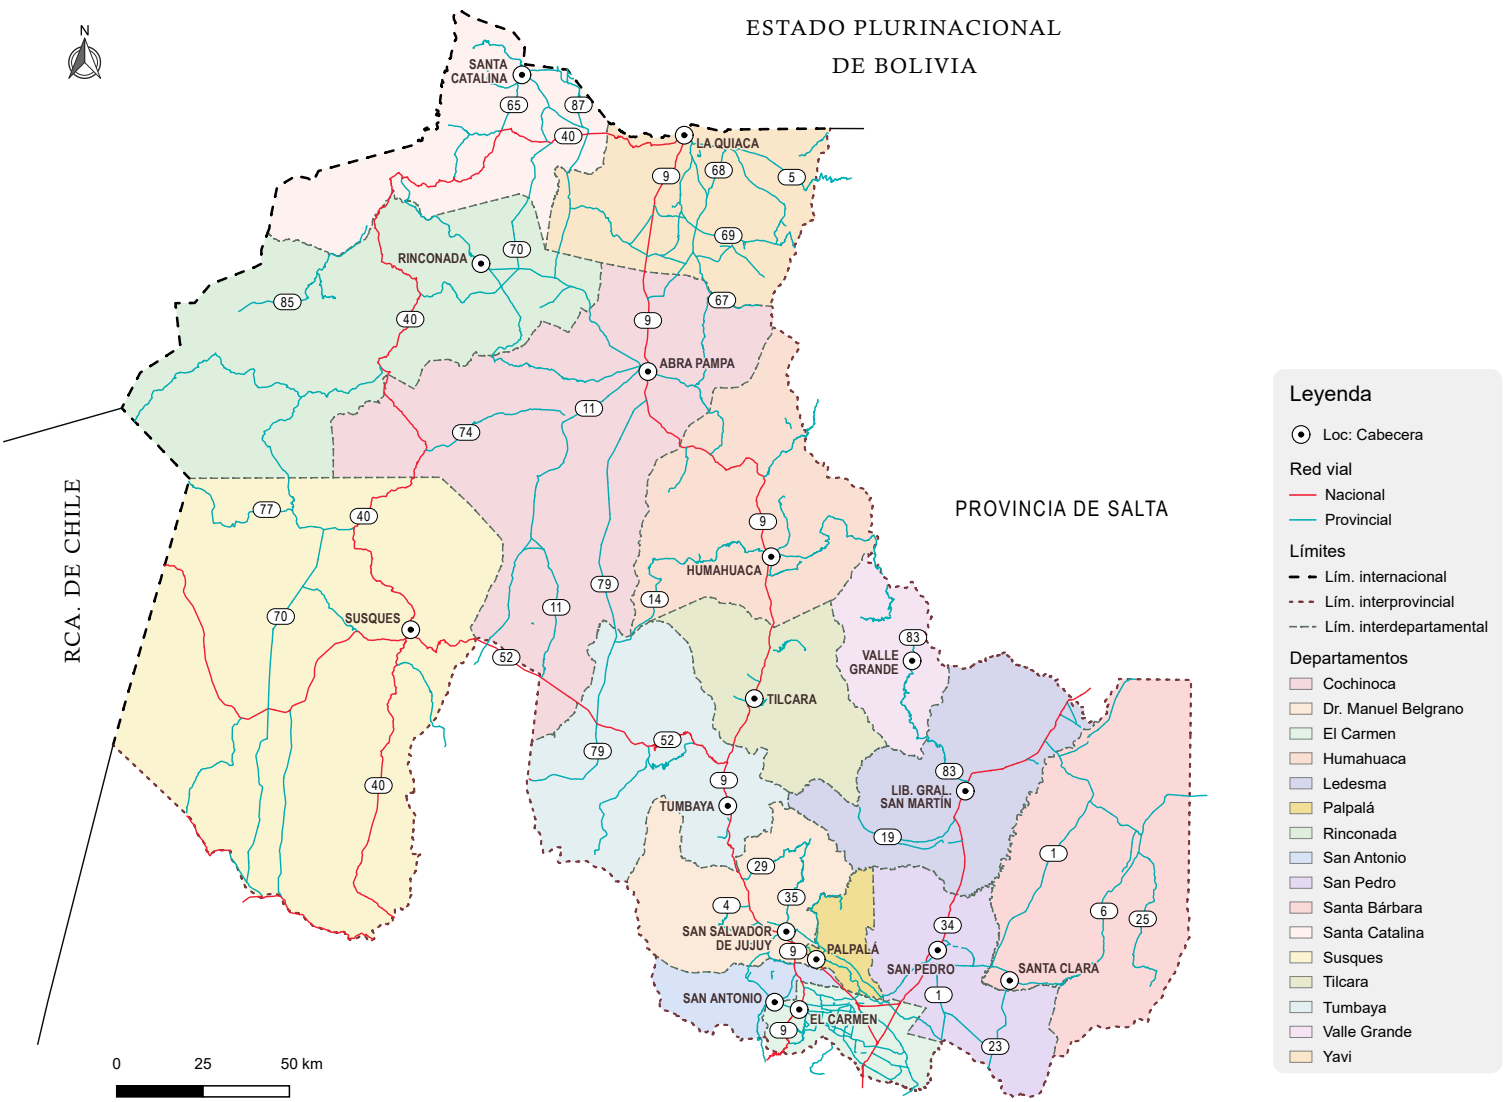 N
ESTADO PLURINACIONAL
DE BOLIVIA
SANTA
CATALINA
65
87
40
LA QUIACA
9
68
5
69
70
RINCONADA
67
85
40
9
ABRA PAMPA
11
74
77
40
9
HUMAHUACA
PROVINCIA DE SALTA
RCA. DE CHILE
79
14
11
70
SUSQUES
52
83
VALLE
GRANDE
TILCARA
52
79
9
83
40
TUMBAYA
LIB. GRAL.
SAN MARTÍN
19
1
29
35
4
6
25
34
SAN SALVADOR
DE JUJUY
9
PALPALÁ
SAN PEDRO
SANTA CLARA
1
SAN ANTONIO
EL CARMEN
9
23
0
25
50 km
Leyenda
Loc: Cabecera
Red vial
Nacional
Provincial
Límites
Lím. internacional
Lím. interprovincial
Lím. interdepartamental
Departamentos
Cochinoca
Dr. Manuel Belgrano
El Carmen
Humahuaca
Ledesma
Palpalá
Rinconada
San Antonio
San Pedro
Santa Bárbara
Santa Catalina
Susques
Tilcara
Tumbaya
Valle Grande
Yavi